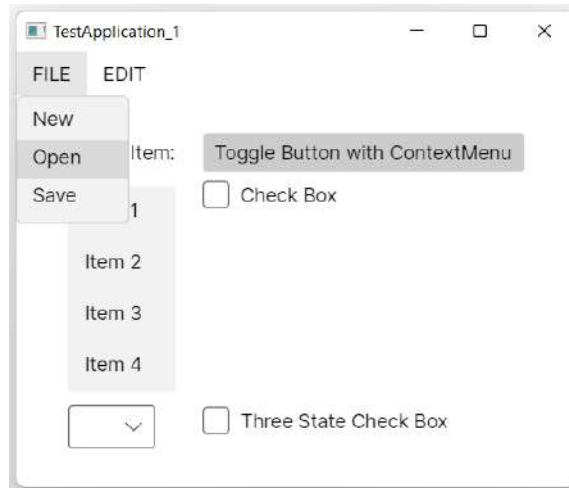 TestApplication_1
FILE EDIT
New
Open
Item: Toggle Button with ContextMenu
Save
1
Check Box
Item 2
Item 3
Item 4
Three State Check Box